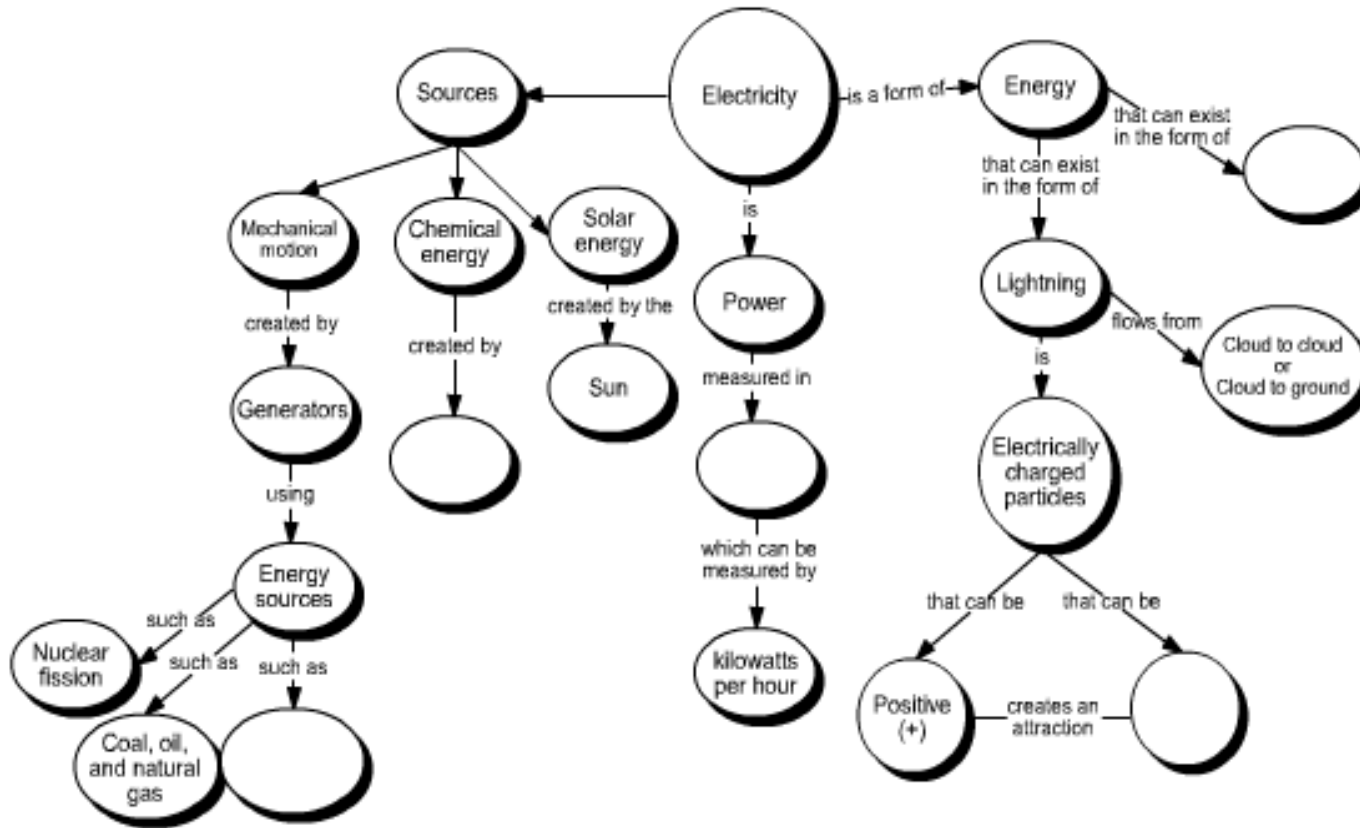 Electricity
Sources
is a form of
Energy
that can exist
in the form of
that can exist
in the form of
Mechanical
motion
Chemical
energy
Solar
energy
is
Power
Lightning
created by
created by
created by the
measured in
flows from
Cloud to cloud
or
Cloud to ground
is
Generators
Sun
Electrically
charged
particles
using
which can be
measured by
Energy
sources
such as
such as
such as
that can be
that can be
Nuclear
fission
Coal, oil,
and natural
gas
kilowatts
per hour
Positive
(+)
creates an
attraction